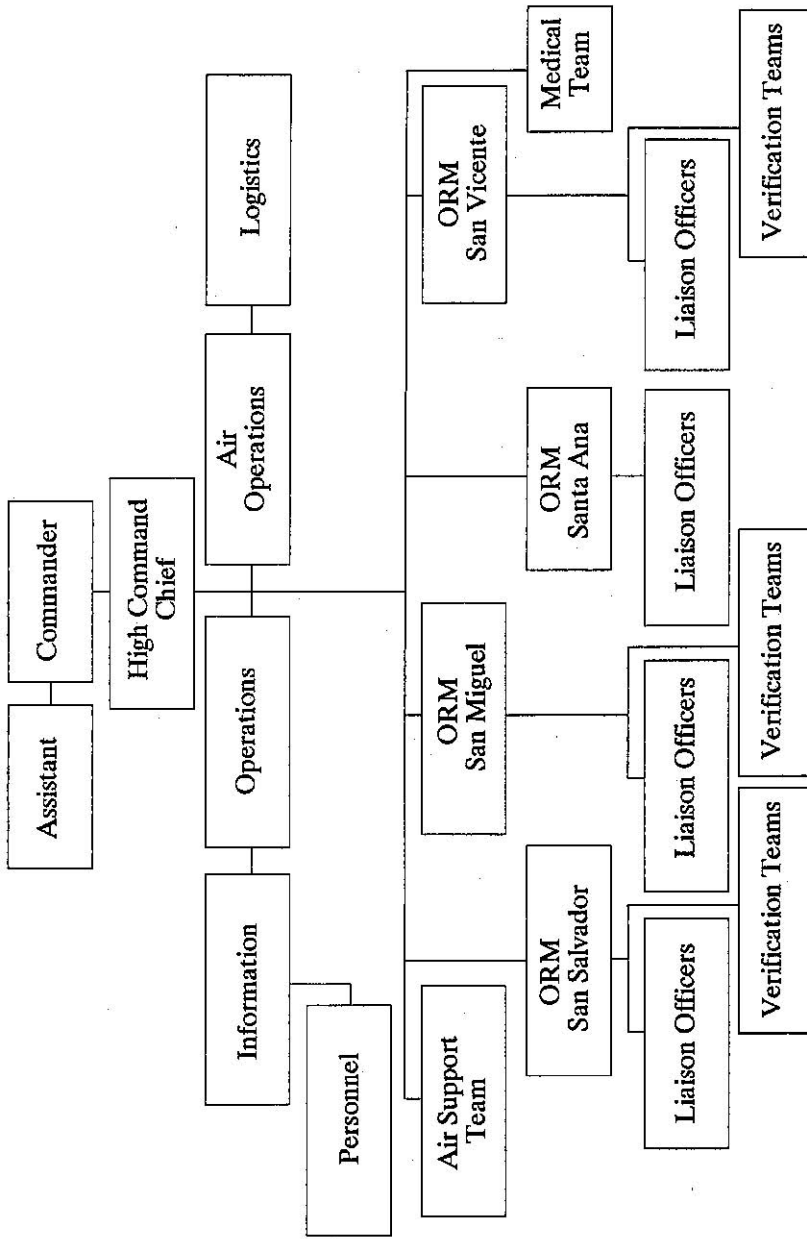 Assistant
Commander
High Command
Chief
Information
Operations
Air
Operations
Logistics
Personnel
Air Support
Team
ORM
San Miguel
ORM
San Vicente
ORM
San Salvador
ORM
Santa Ana
Medical
Team
Liaison Officers
Liaison Officers
Liaison Officers
Liaison Officers
Verification Teams
Verification Teams
Verification Teams